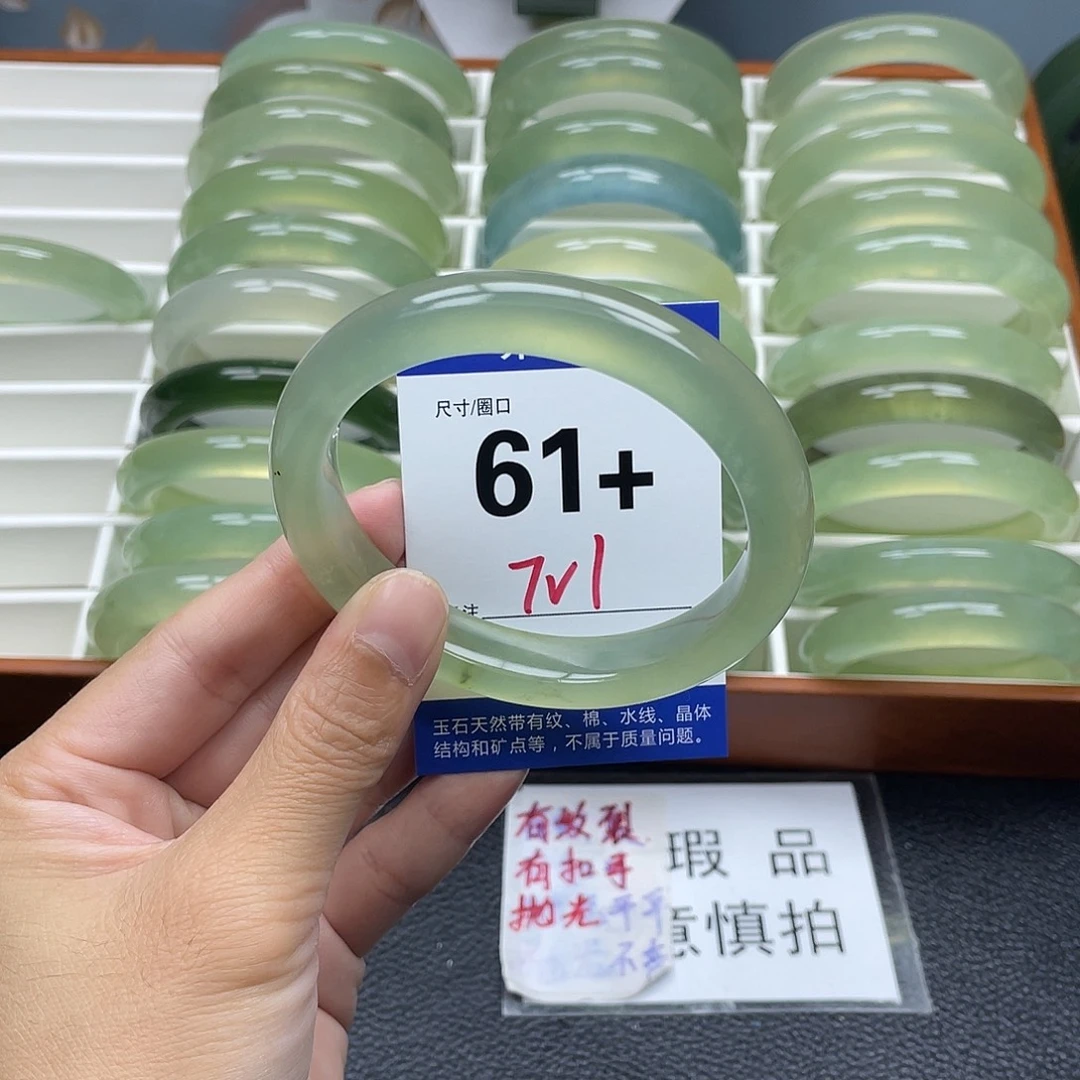 尺寸/圈口
61+
7V1
注
玉石天然带有纹、棉、水线、晶体
结构和矿点等，不属于质量问题。
有纹裂
有扣手
抛光
瑕 品
意慎拍